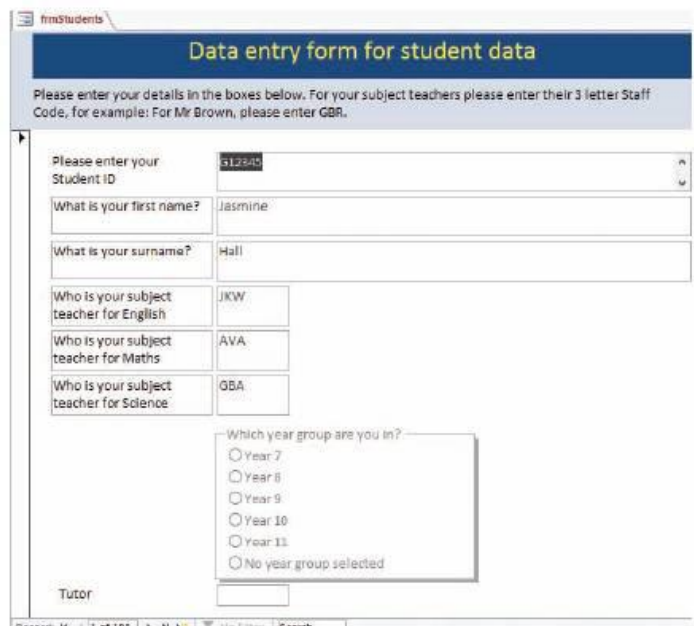 frmStudents
Data entry form for student data
Please enter your details in the boxes below. For your subject teachers please enter their 3 letter Staff
Code, for example: For Mr Brown, please enter GBR.
Please enter your
Student ID
G12345
What is your first name?
Jasmine
What is your surname?
Hall
Who is your subject
teacher for English
JKW
Who is your subject
teacher for Maths
AVA
Who is your subject
teacher for Science
GBA
Which year group are you in?
Year 7
Year 8
Year 9
Year 10
Year 11
No year group selected
Tutor
Search